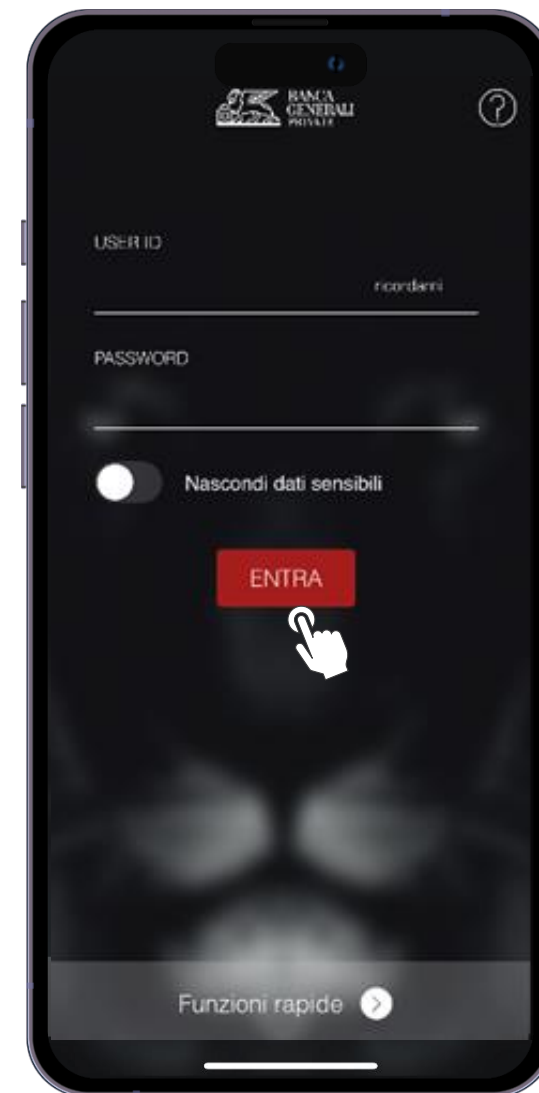 BANCA
GENERALI
PRIVATE
?
USER ID
ricordami
PASSWORD
Nascondi dati sensibili
ENTRA
Funzioni rapide